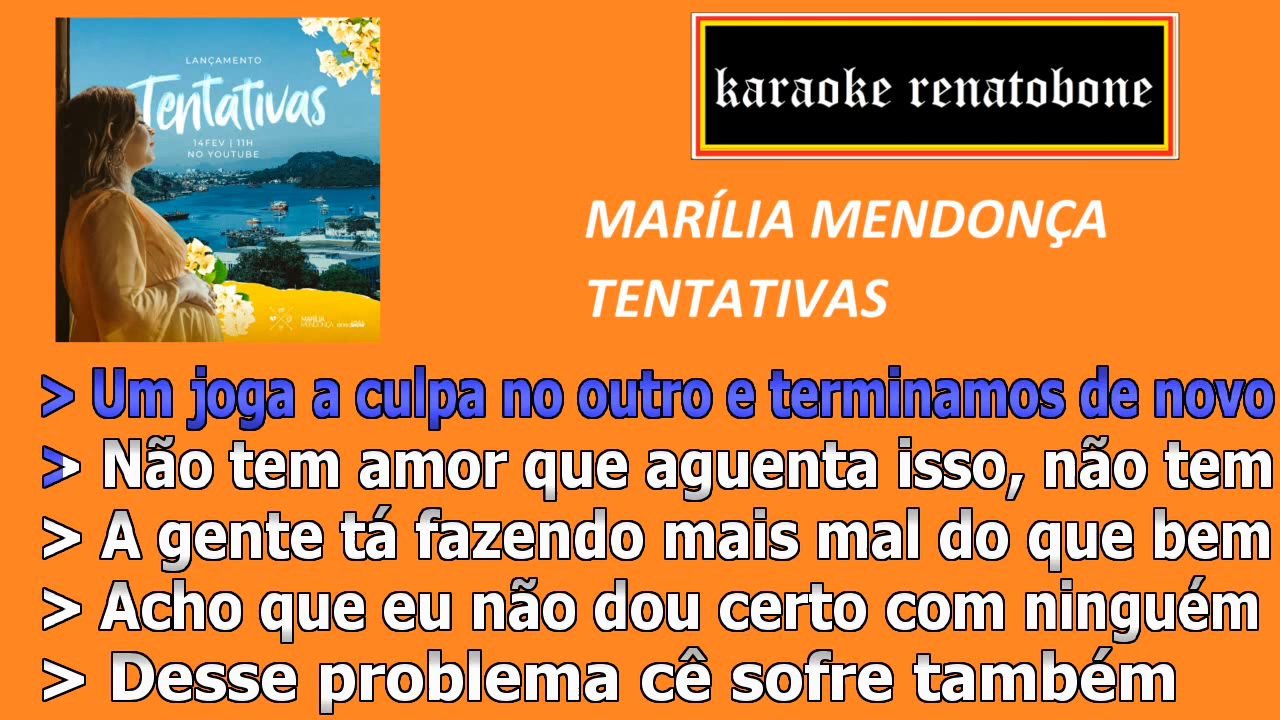 LANÇAMENTO
Tentativas
14FEV | 11H
NO YOUTUBE
MARÍLIA
MENDONÇA
karaoke renatobone
MARÍLIA MENDONÇA
TENTATIVAS
> Um joga a culpa no outro e terminamos de novo
> Não tem amor que aguenta isso, não tem
> A gente tá fazendo mais mal do que bem
> Acho que eu não dou certo com ninguém
> Desse problema cê sofre também